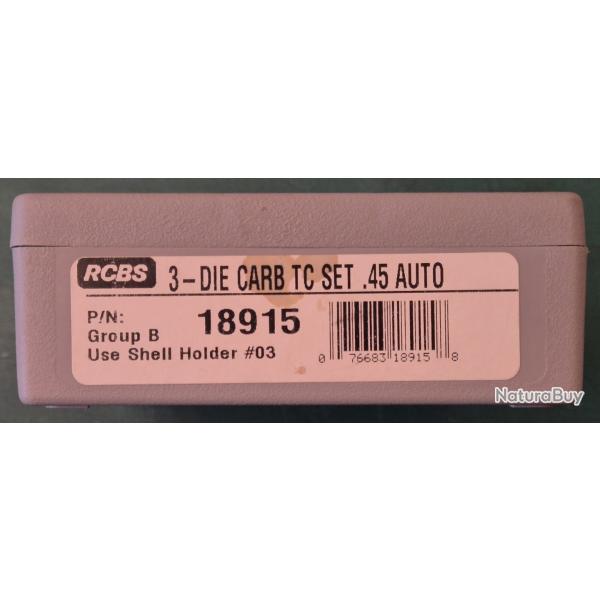 RCBS 3-DIE CARB TC SET .45 AUTO
P/N: 18915
Group B
Use Shell Holder #03
0 76683 18915 8
NaturaBuy